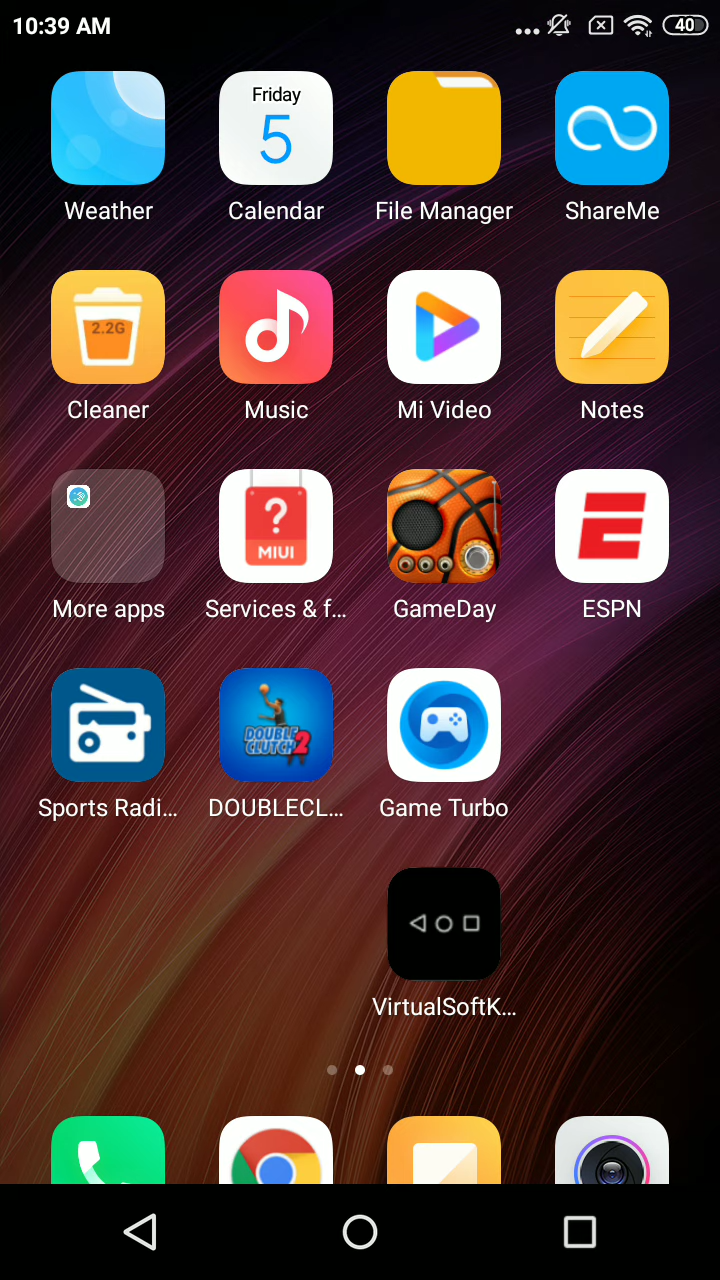 10:39 AM
40
Friday
5
Weather
Calendar
File Manager
ShareMe
2.2G
Cleaner
Music
Mi Video
Notes
?
MIUI
More apps
Services & f...
GameDay
ESPN
DOUBLE
CLUTCH 2
Sports Radi...
DOUBLECL...
Game Turbo
VirtualSoftK...